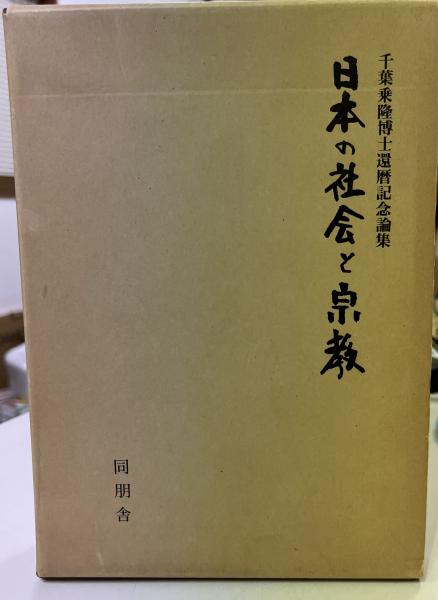 千葉乗隆博士還暦記念論集
日本の社会と宗教
同朋舎